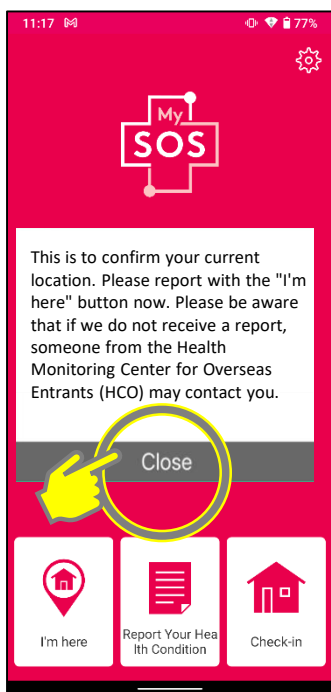 11:17 77%
My
SOS
This is to confirm your current
location. Please report with the "I'm
here" button now. Please be aware
that if we do not receive a report,
someone from the Health
Monitoring Center for Overseas
Entrants (HCO) may contact you.
Close
I'm here
Report Your Hea
lth Condition
Check-in